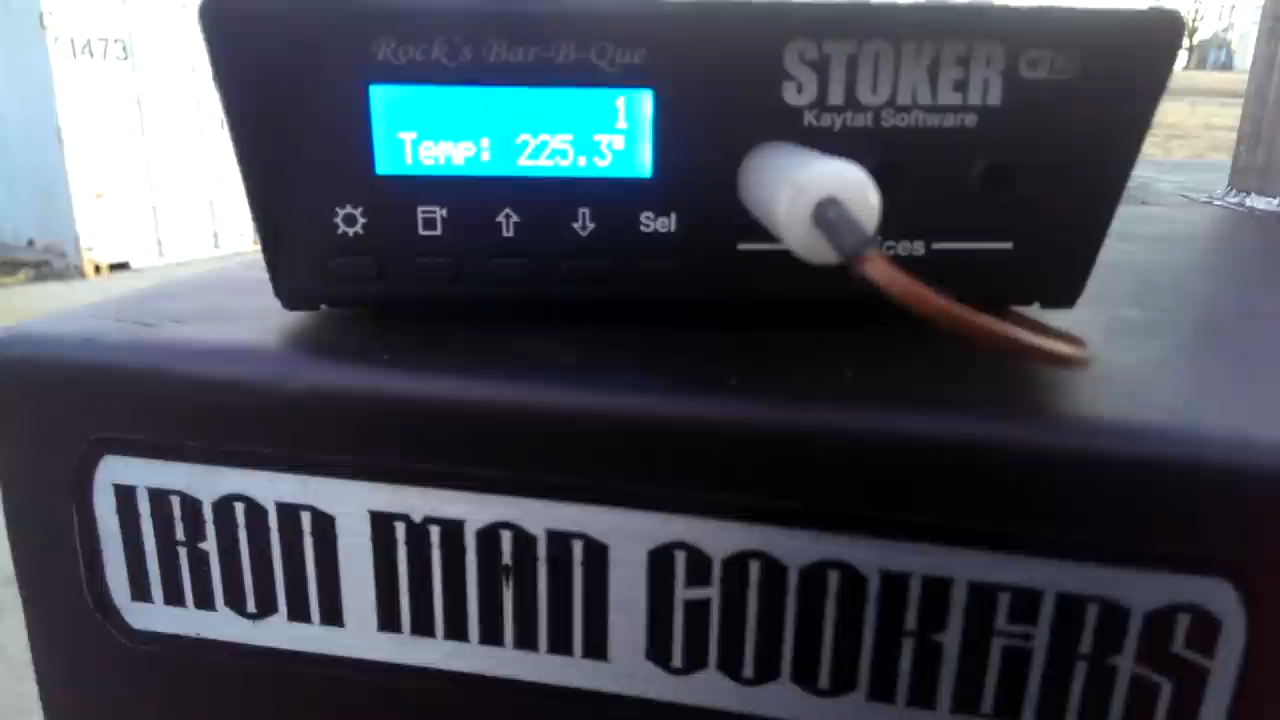 1473
Rock's Bar-B-Que
STOKER
Kaytat Software
1
Temp: 225.3°
Sel
IRON MAN COOKERS